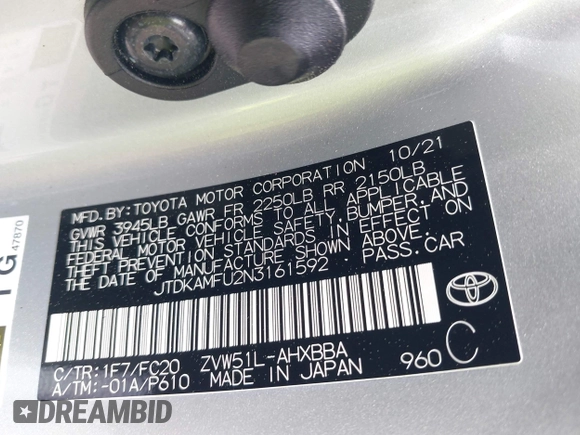 MFD. BY: TOYOTA MOTOR CORPORATION 10/21
GVWR 3945LB GAWR FR 2250LB RR 2150LB
THIS VEHICLE CONFORMS TO ALL APPLICABLE
FEDERAL MOTOR VEHICLE SAFETY, BUMPER, AND
THEFT PREVENTION STANDARDS IN EFFECT
ON THE DATE OF MANUFACTURE SHOWN ABOVE.
JTDKAMFU2N3161592 PASS. CAR
C/TR: 1F7/FC20 ZVW51L-AHXBBA
A/TM: -01A/P610 MADE IN JAPAN 960 C
47870
DREAMBID